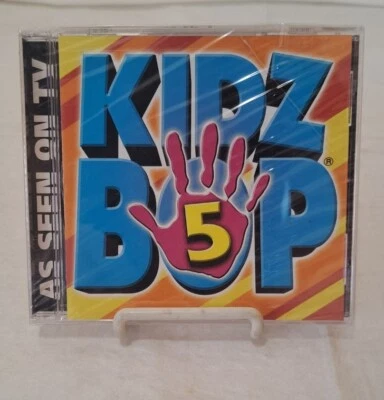 AS SEEN ON TV
KIDZ
BOP®
5